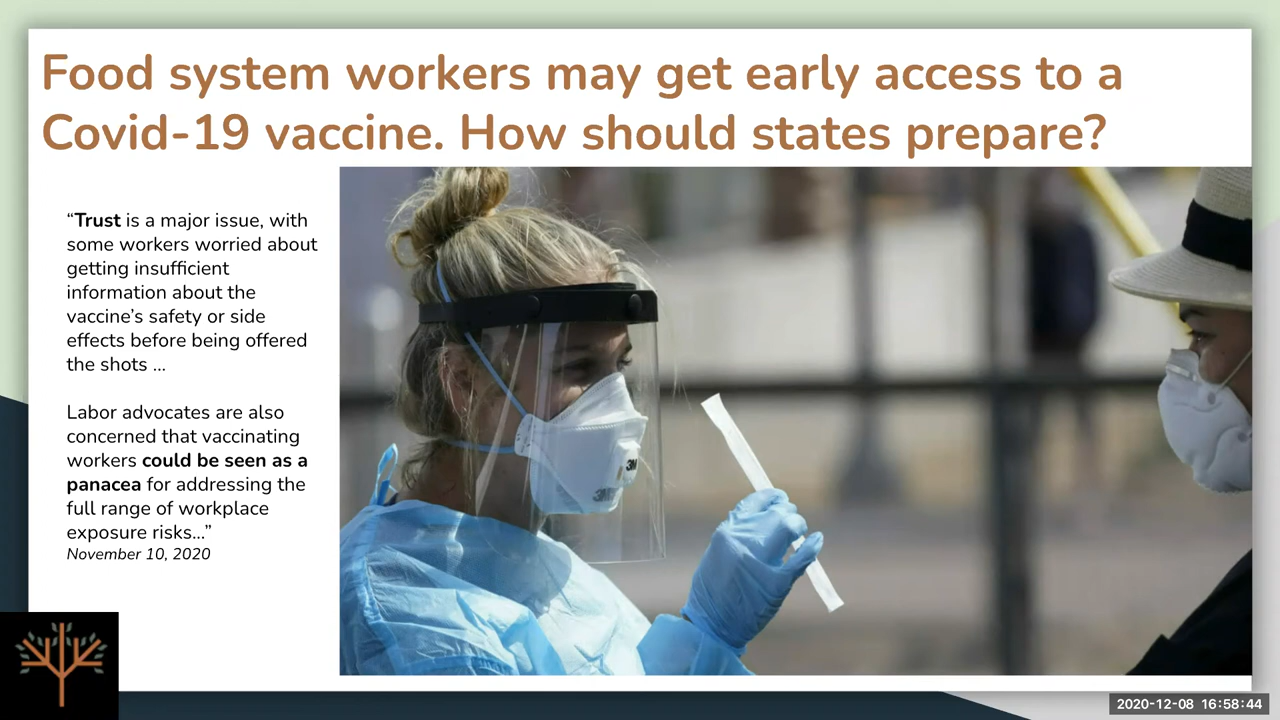 Food system workers may get early access to a
Covid-19 vaccine. How should states prepare?
“Trust is a major issue, with
some workers worried about
getting insufficient
information about the
vaccine’s safety or side
effects before being offered
the shots ...
Labor advocates are also
concerned that vaccinating
workers could be seen as a
panacea for addressing the
full range of workplace
exposure risks...”
November 10, 2020
3M
3M
2020-12-08 16:58:44